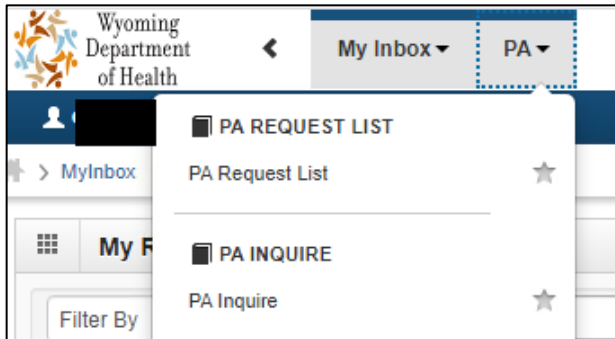 Wyoming
Department
of Health
My Inbox
PA
PA REQUEST LIST
> MyInbox
PA Request List
My R
PA INQUIRE
PA Inquire
Filter By